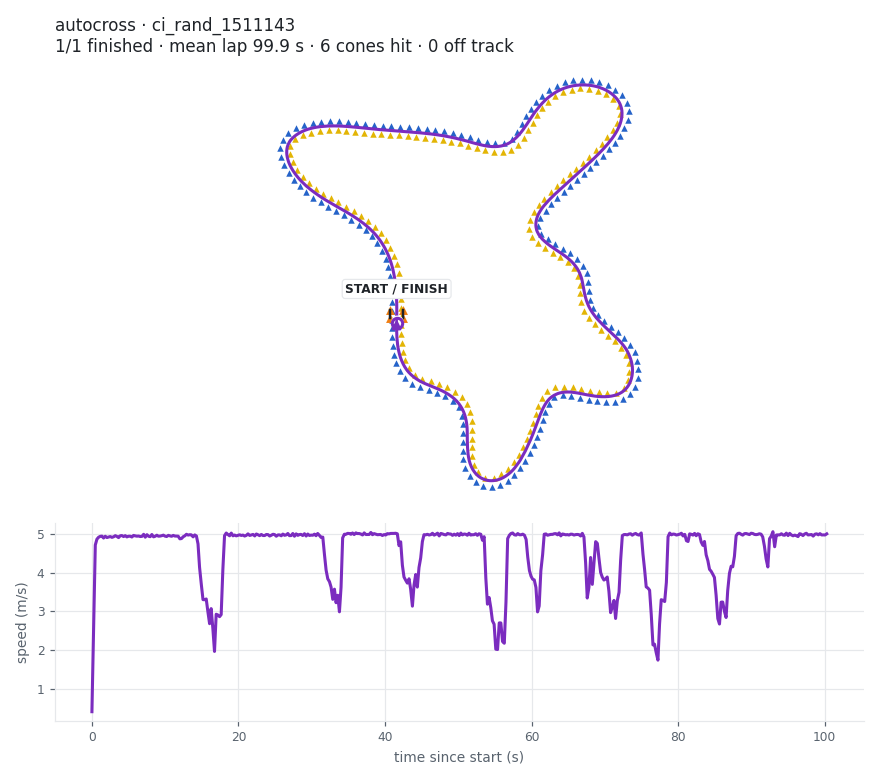 autocross · ci_rand_1511143
1/1 finished · mean lap 99.9 s · 6 cones hit · 0 off track
START / FINISH
5
4
3
2
1
speed (m/s)
0 20 40 60 80 100
time since start (s)